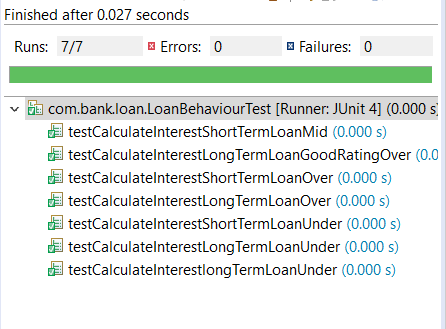 Finished after 0.027 seconds
Runs: 7/7 Errors: 0 Failures: 0
com.bank.loan.LoanBehaviourTest [Runner: JUnit 4] (0.000 s)
testCalculateInterestShortTermLoanMid (0.000 s)
testCalculateInterestLongTermLoanGoodRatingOver (0.000 s)
testCalculateInterestShortTermLoanOver (0.000 s)
testCalculateInterestLongTermLoanOver (0.000 s)
testCalculateInterestShortTermLoanUnder (0.000 s)
testCalculateInterestLongTermLoanUnder (0.000 s)
testCalculateInterestlongTermLoanUnder (0.000 s)